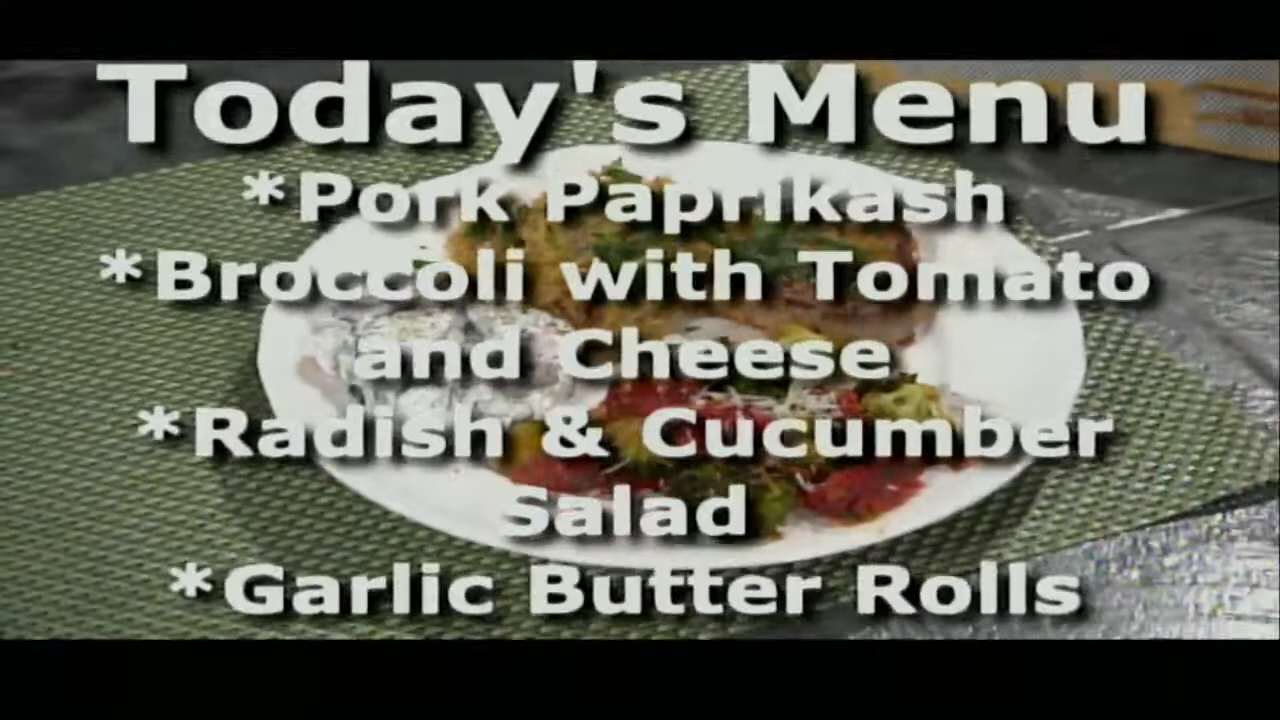 Today's Menu
*Pork Paprikash
*Broccoli with Tomato
and Cheese
*Radish & Cucumber
Salad
*Garlic Butter Rolls